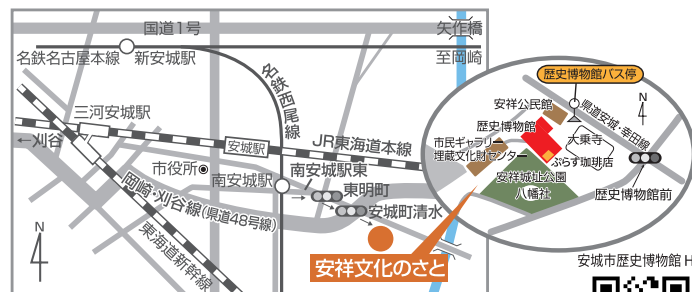 国道1号
矢作橋
名鉄名古屋本線
新安城駅
至岡崎
名鉄西尾線
三河安城駅
←刈谷
安城駅
JR東海道本線
市役所
南安城駅
南安城駅東
東明町
安城町清水
岡崎・刈谷線(県道48号線)
東海道新幹線
N
安祥文化のさと
歴史博物館バス停
安祥公民館
県道安城・幸田線
N
歴史博物館
大乗寺
市民ギャラリー
埋蔵文化財センター
ぷらす珈琲店
安祥城址公園
八幡社
歴史博物館前
安城市歴史博物館 H